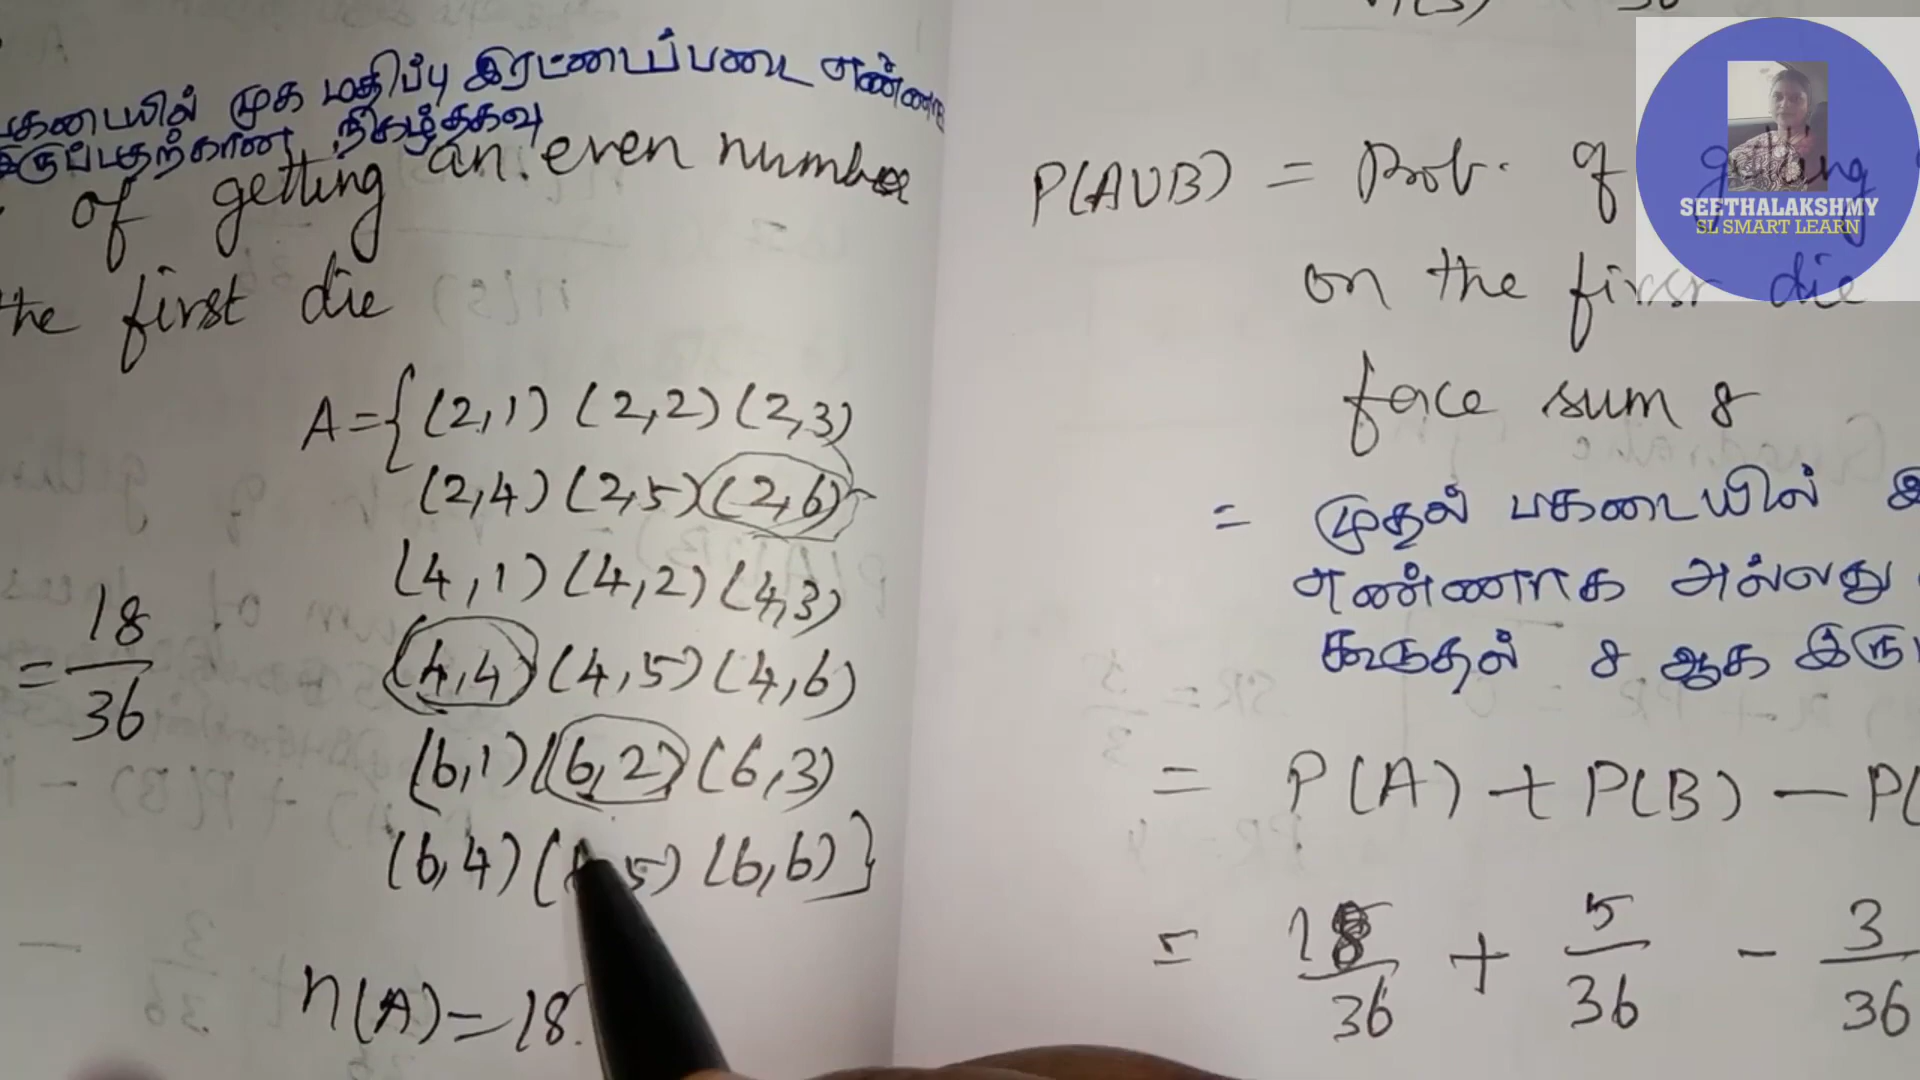 முக மதிப்பு இரட்டைப்படை
நிகழ்தகவு
of getting an even number
the first die
A = { (2,1) (2,2) (2,3)
(2,4) (2,5) (2,6)
(4,1) (4,2) (4,3)
(4,4) (4,5) (4,6)
(6,1) (6,2) (6,3)
(6,4) ( 5) (6,6) }
= 18/36
n(A) = 18
P(AUB) = Prob. of getting
on the first die
face sum 8
= முதல் பகடையில்
எண்ணாக அல்லது
கூடுதல் 8 ஆக
= P(A) + P(B) - P(
= 18/36 + 5/36 - 3/36
SEETHALAKSHMY
SL SMART LEARN